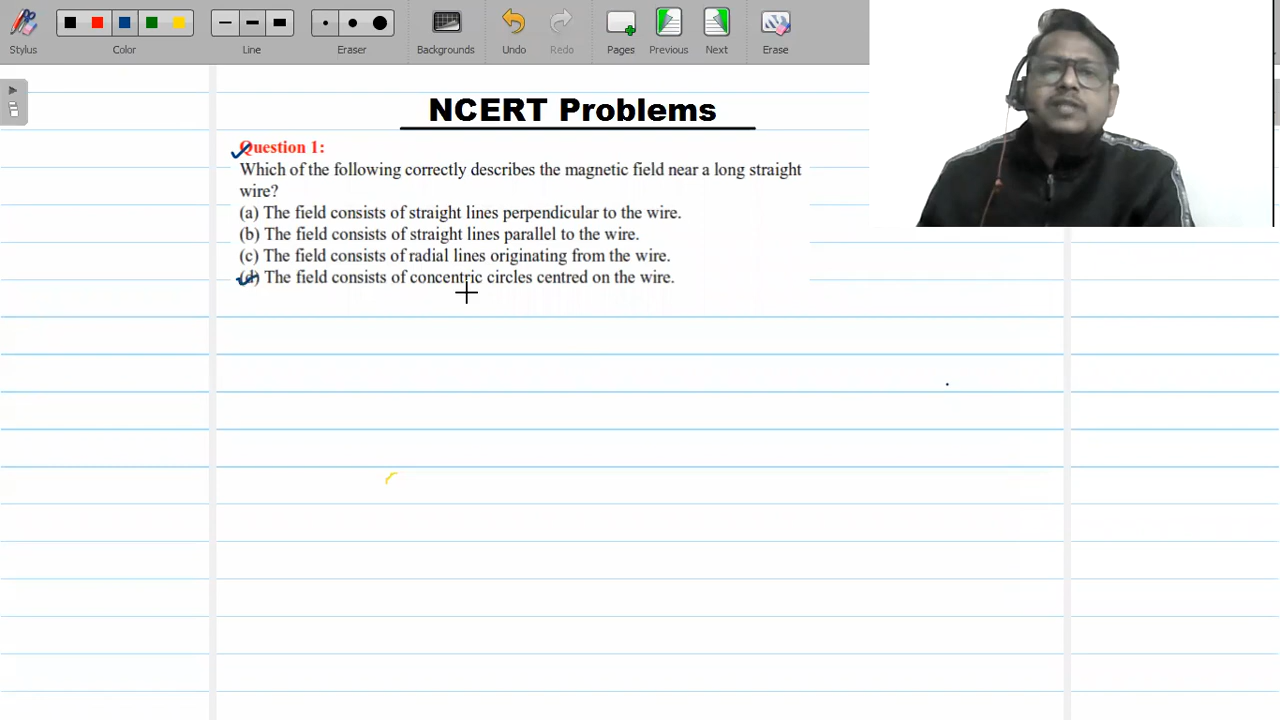 Stylus
Color
Line
Eraser
Backgrounds
Undo
Redo
Pages
Previous
Next
Erase
NCERT Problems
Question 1:
Which of the following correctly describes the magnetic field near a long straight
wire?
(a) The field consists of straight lines perpendicular to the wire.
(b) The field consists of straight lines parallel to the wire.
(c) The field consists of radial lines originating from the wire.
(d) The field consists of concentric circles centred on the wire.